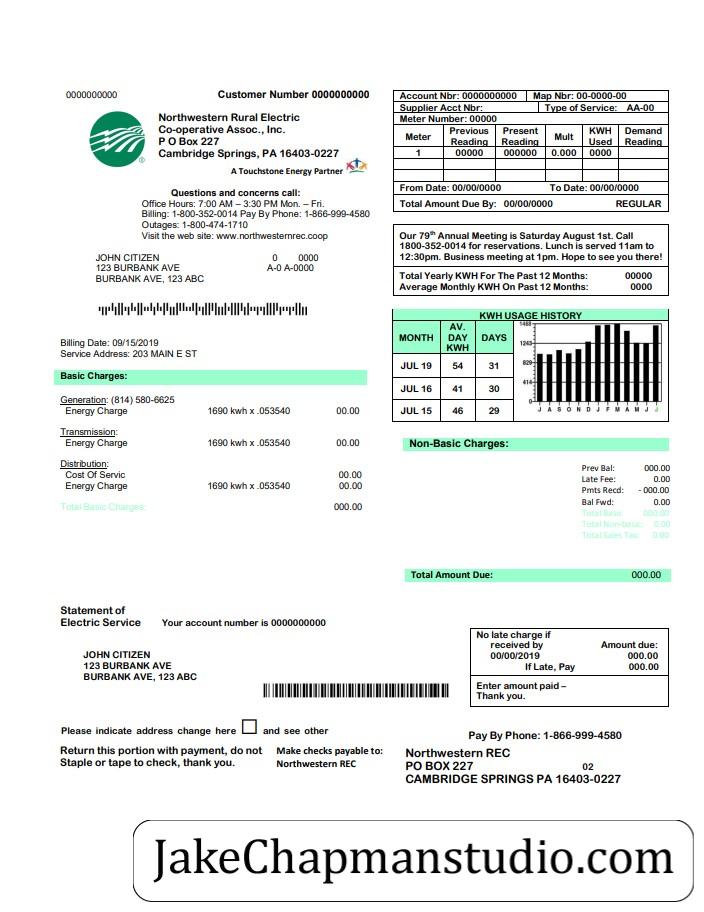 0000000000 Customer Number 0000000000
Northwestern Rural Electric
Co-operative Assoc., Inc.
P O Box 227
Cambridge Springs, PA 16403-0227
A Touchstone Energy Partner
Questions and concerns call:
Office Hours: 7:00 AM – 3:30 PM Mon. – Fri.
Billing: 1-800-352-0014 Pay By Phone: 1-866-999-4580
Outages: 1-800-474-1710
Visit the web site: www.northwesternrec.coop
JOHN CITIZEN 0 0000
123 BURBANK AVE A-0 A-0000
BURBANK AVE, 123 ABC
Account Nbr: 0000000000 Map Nbr: 00-0000-00
Supplier Acct Nbr: Type of Service: AA-00
Meter Number: 00000
Meter Previous Reading Present Reading Mult KWH Used Demand Reading
1 00000 000000 0.000 0000
From Date: 00/00/0000 To Date: 00/00/0000
Total Amount Due By: 00/00/0000 REGULAR
Our 79th Annual Meeting is Saturday August 1st. Call
1800-352-0014 for reservations. Lunch is served 11am to
12:30pm. Business meeting at 1pm. Hope to see you there!
Total Yearly KWH For The Past 12 Months: 00000
Average Monthly KWH On Past 12 Months: 0000
Billing Date: 09/15/2019
Service Address: 203 MAIN E ST
Basic Charges:
Generation: (814) 580-6625
Energy Charge 1690 kwh x .053540 00.00
Transmission:
Energy Charge 1690 kwh x .053540 00.00
Distribution:
Cost Of Servic 00.00
Energy Charge 1690 kwh x .053540 00.00
Total Basic Charges: 000.00
KWH USAGE HISTORY
MONTH AV. DAY KWH DAYS
JUL 19 54 31
JUL 16 41 30
JUL 15 46 29
1468
1243
829
414
0
J A S O N D J F M A M J J
Non-Basic Charges:
Prev Bal: 000.00
Late Fee: 0.00
Pmts Recd: - 000.00
Bal Fwd: 0.00
Total Basic 000.00
Total Non-basic: 0.00
Total Sales Tax: 0.00
Total Amount Due: 000.00
Statement of
Electric Service Your account number is 0000000000
JOHN CITIZEN
123 BURBANK AVE
BURBANK AVE, 123 ABC
No late charge if
received by Amount due:
00/00/2019 000.00
If Late, Pay 000.00
Enter amount paid –
Thank you.
Please indicate address change here and see other
Return this portion with payment, do not
Staple or tape to check, thank you.
Make checks payable to:
Northwestern REC
Pay By Phone: 1-866-999-4580
Northwestern REC
PO BOX 227 02
CAMBRIDGE SPRINGS PA 16403-0227
JakeChapmanstudio.com